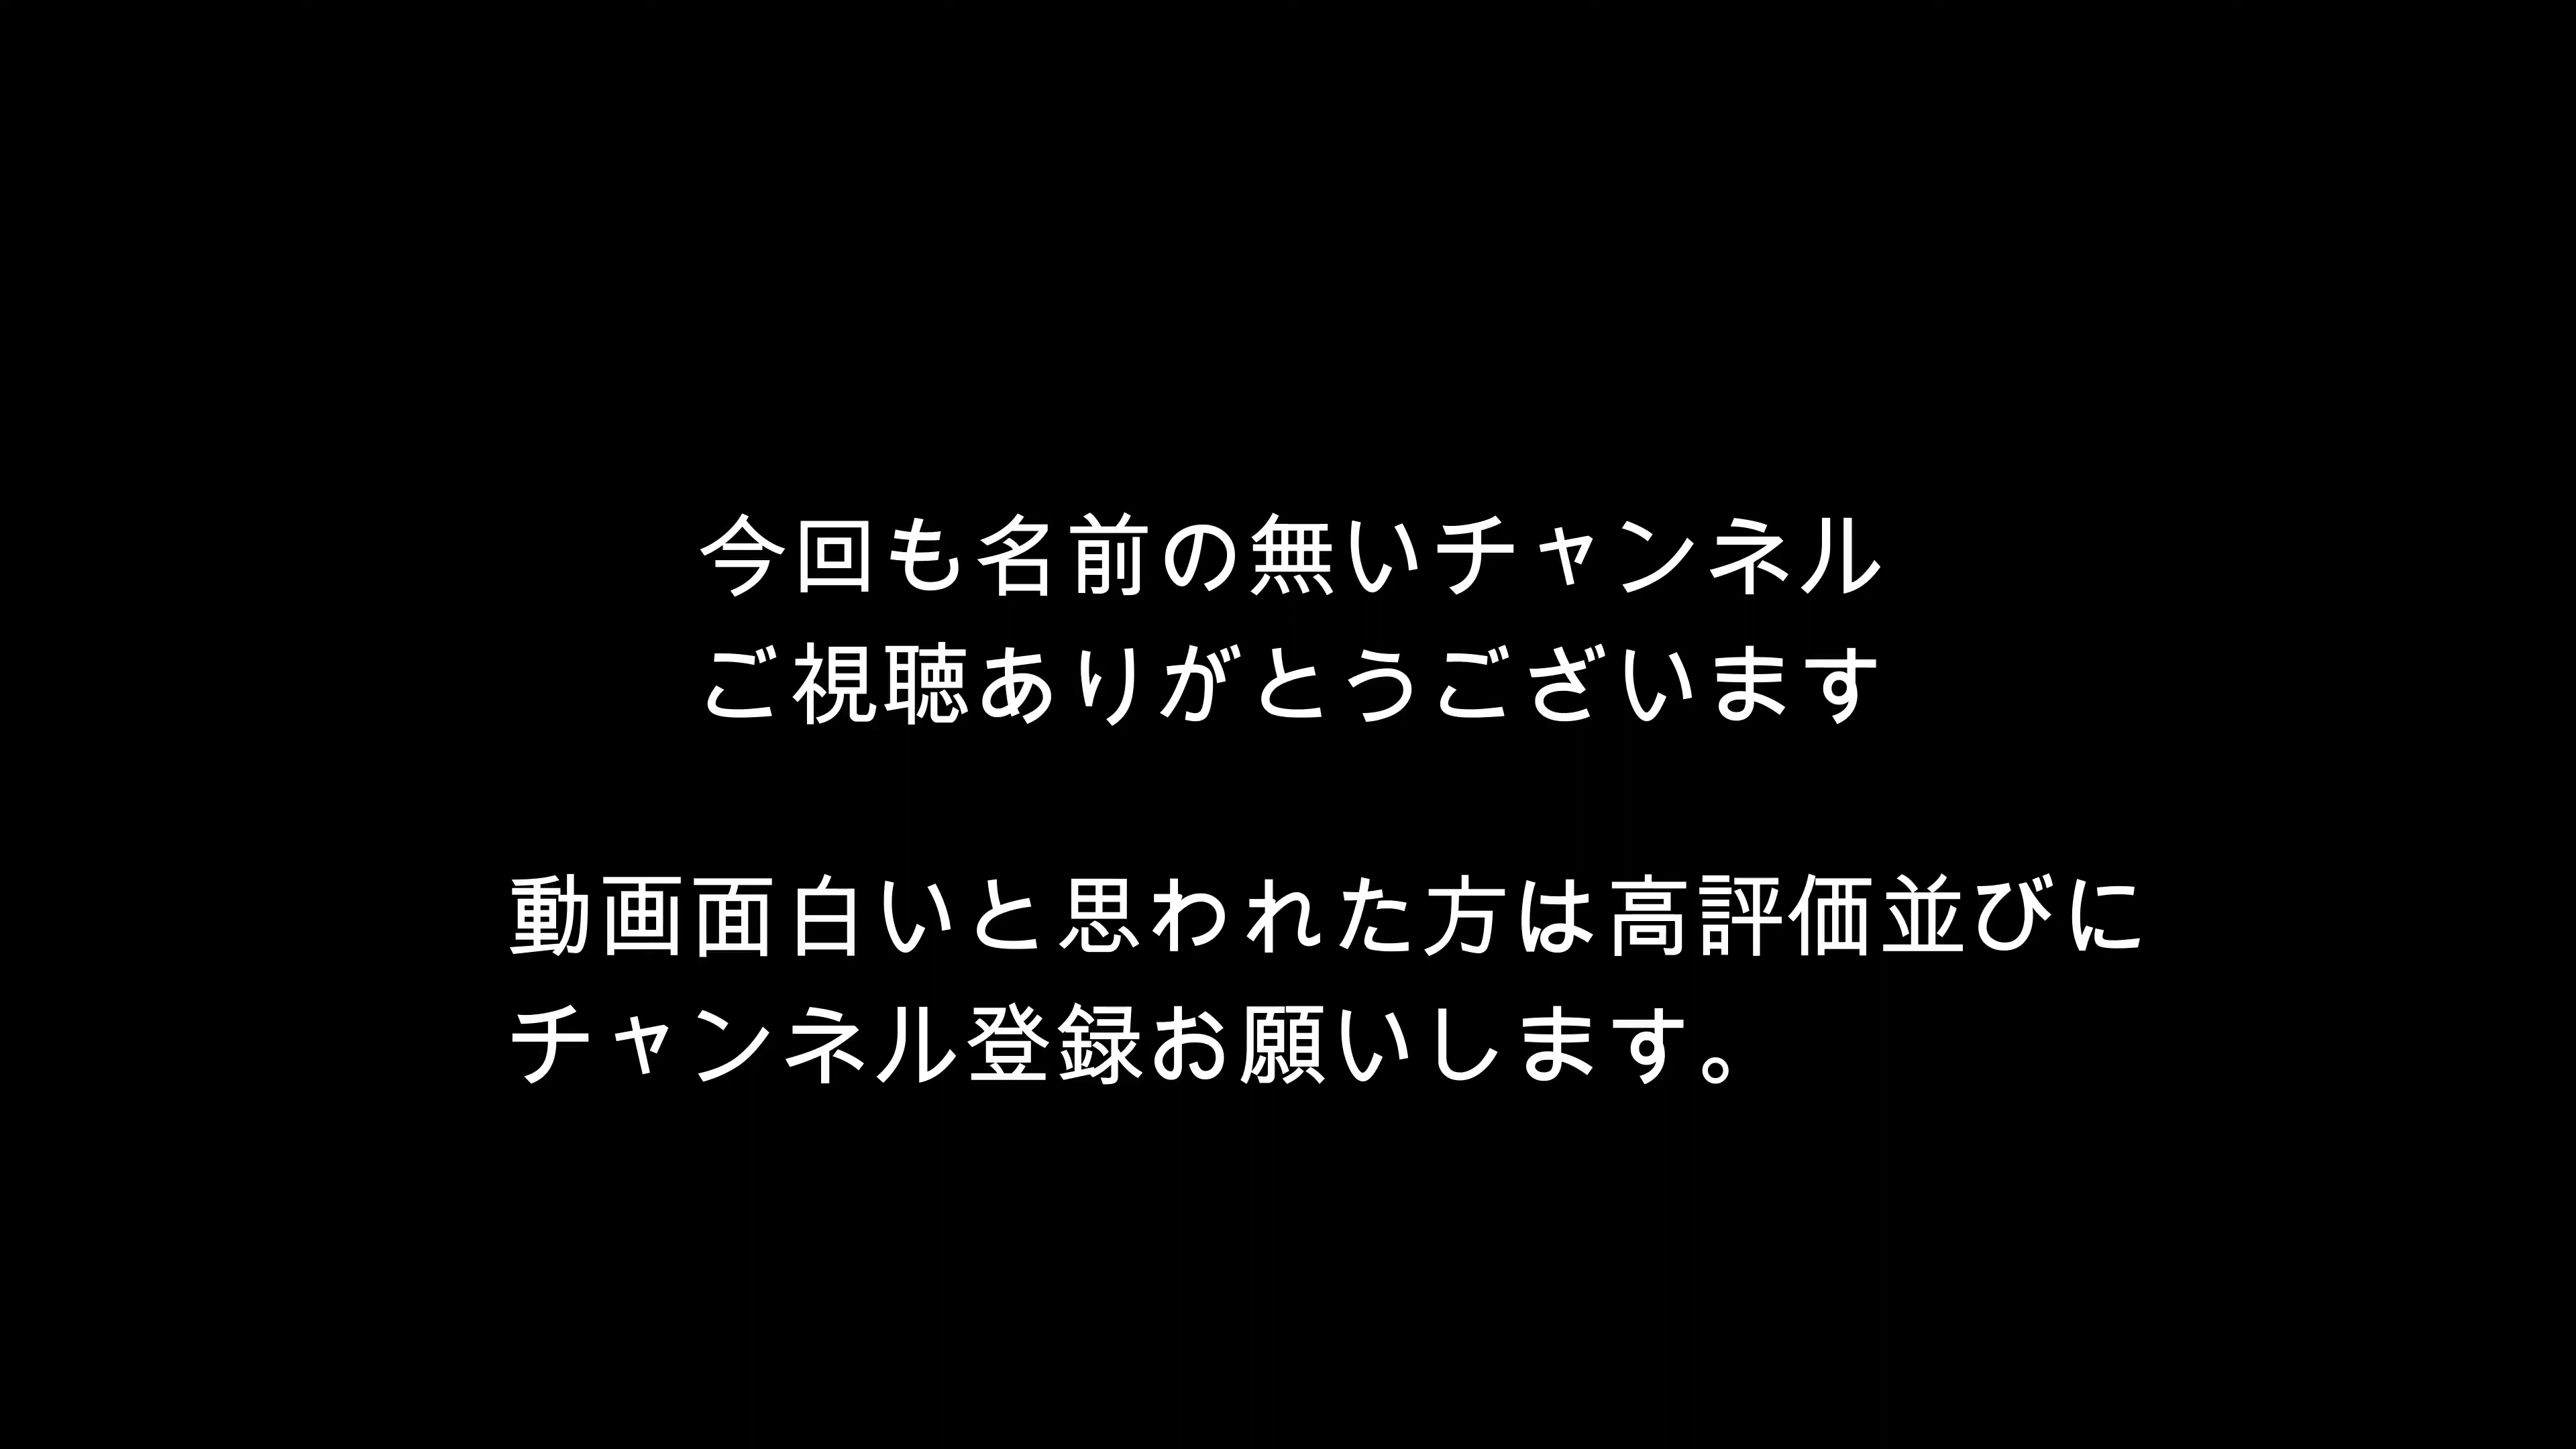 今回も名前の無いチャンネル
ご視聴ありがとうございます
動画面白いと思われた方は高評価並びに
チャンネル登録お願いします。